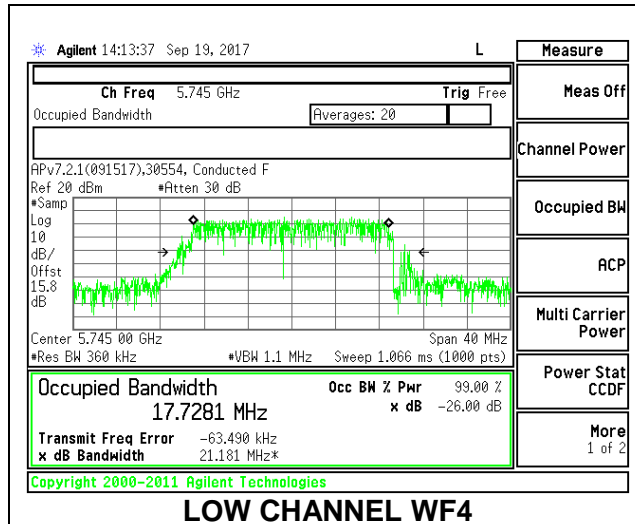 Agilent 14:13:37 Sep 19, 2017 L
Measure
Ch Freq 5.745 GHz Trig Free
Meas Off
Occupied Bandwidth Averages: 20
Channel Power
APv7.2.1(091517),30554, Conducted F
Ref 20 dBm #Atten 30 dB
#Samp
Log
10
dB/
Offst
15.8
dB
Occupied BW
ACP
Center 5.745 00 GHz Span 40 MHz
#Res BW 360 kHz #VBW 1.1 MHz Sweep 1.066 ms (1000 pts)
Multi Carrier
Power
Occupied Bandwidth Occ BW % Pwr 99.00 %
17.7281 MHz x dB -26.00 dB
Transmit Freq Error -63.490 kHz
x dB Bandwidth 21.181 MHz*
Power Stat
CCDF
More
1 of 2
Copyright 2000-2011 Agilent Technologies
LOW CHANNEL WF4